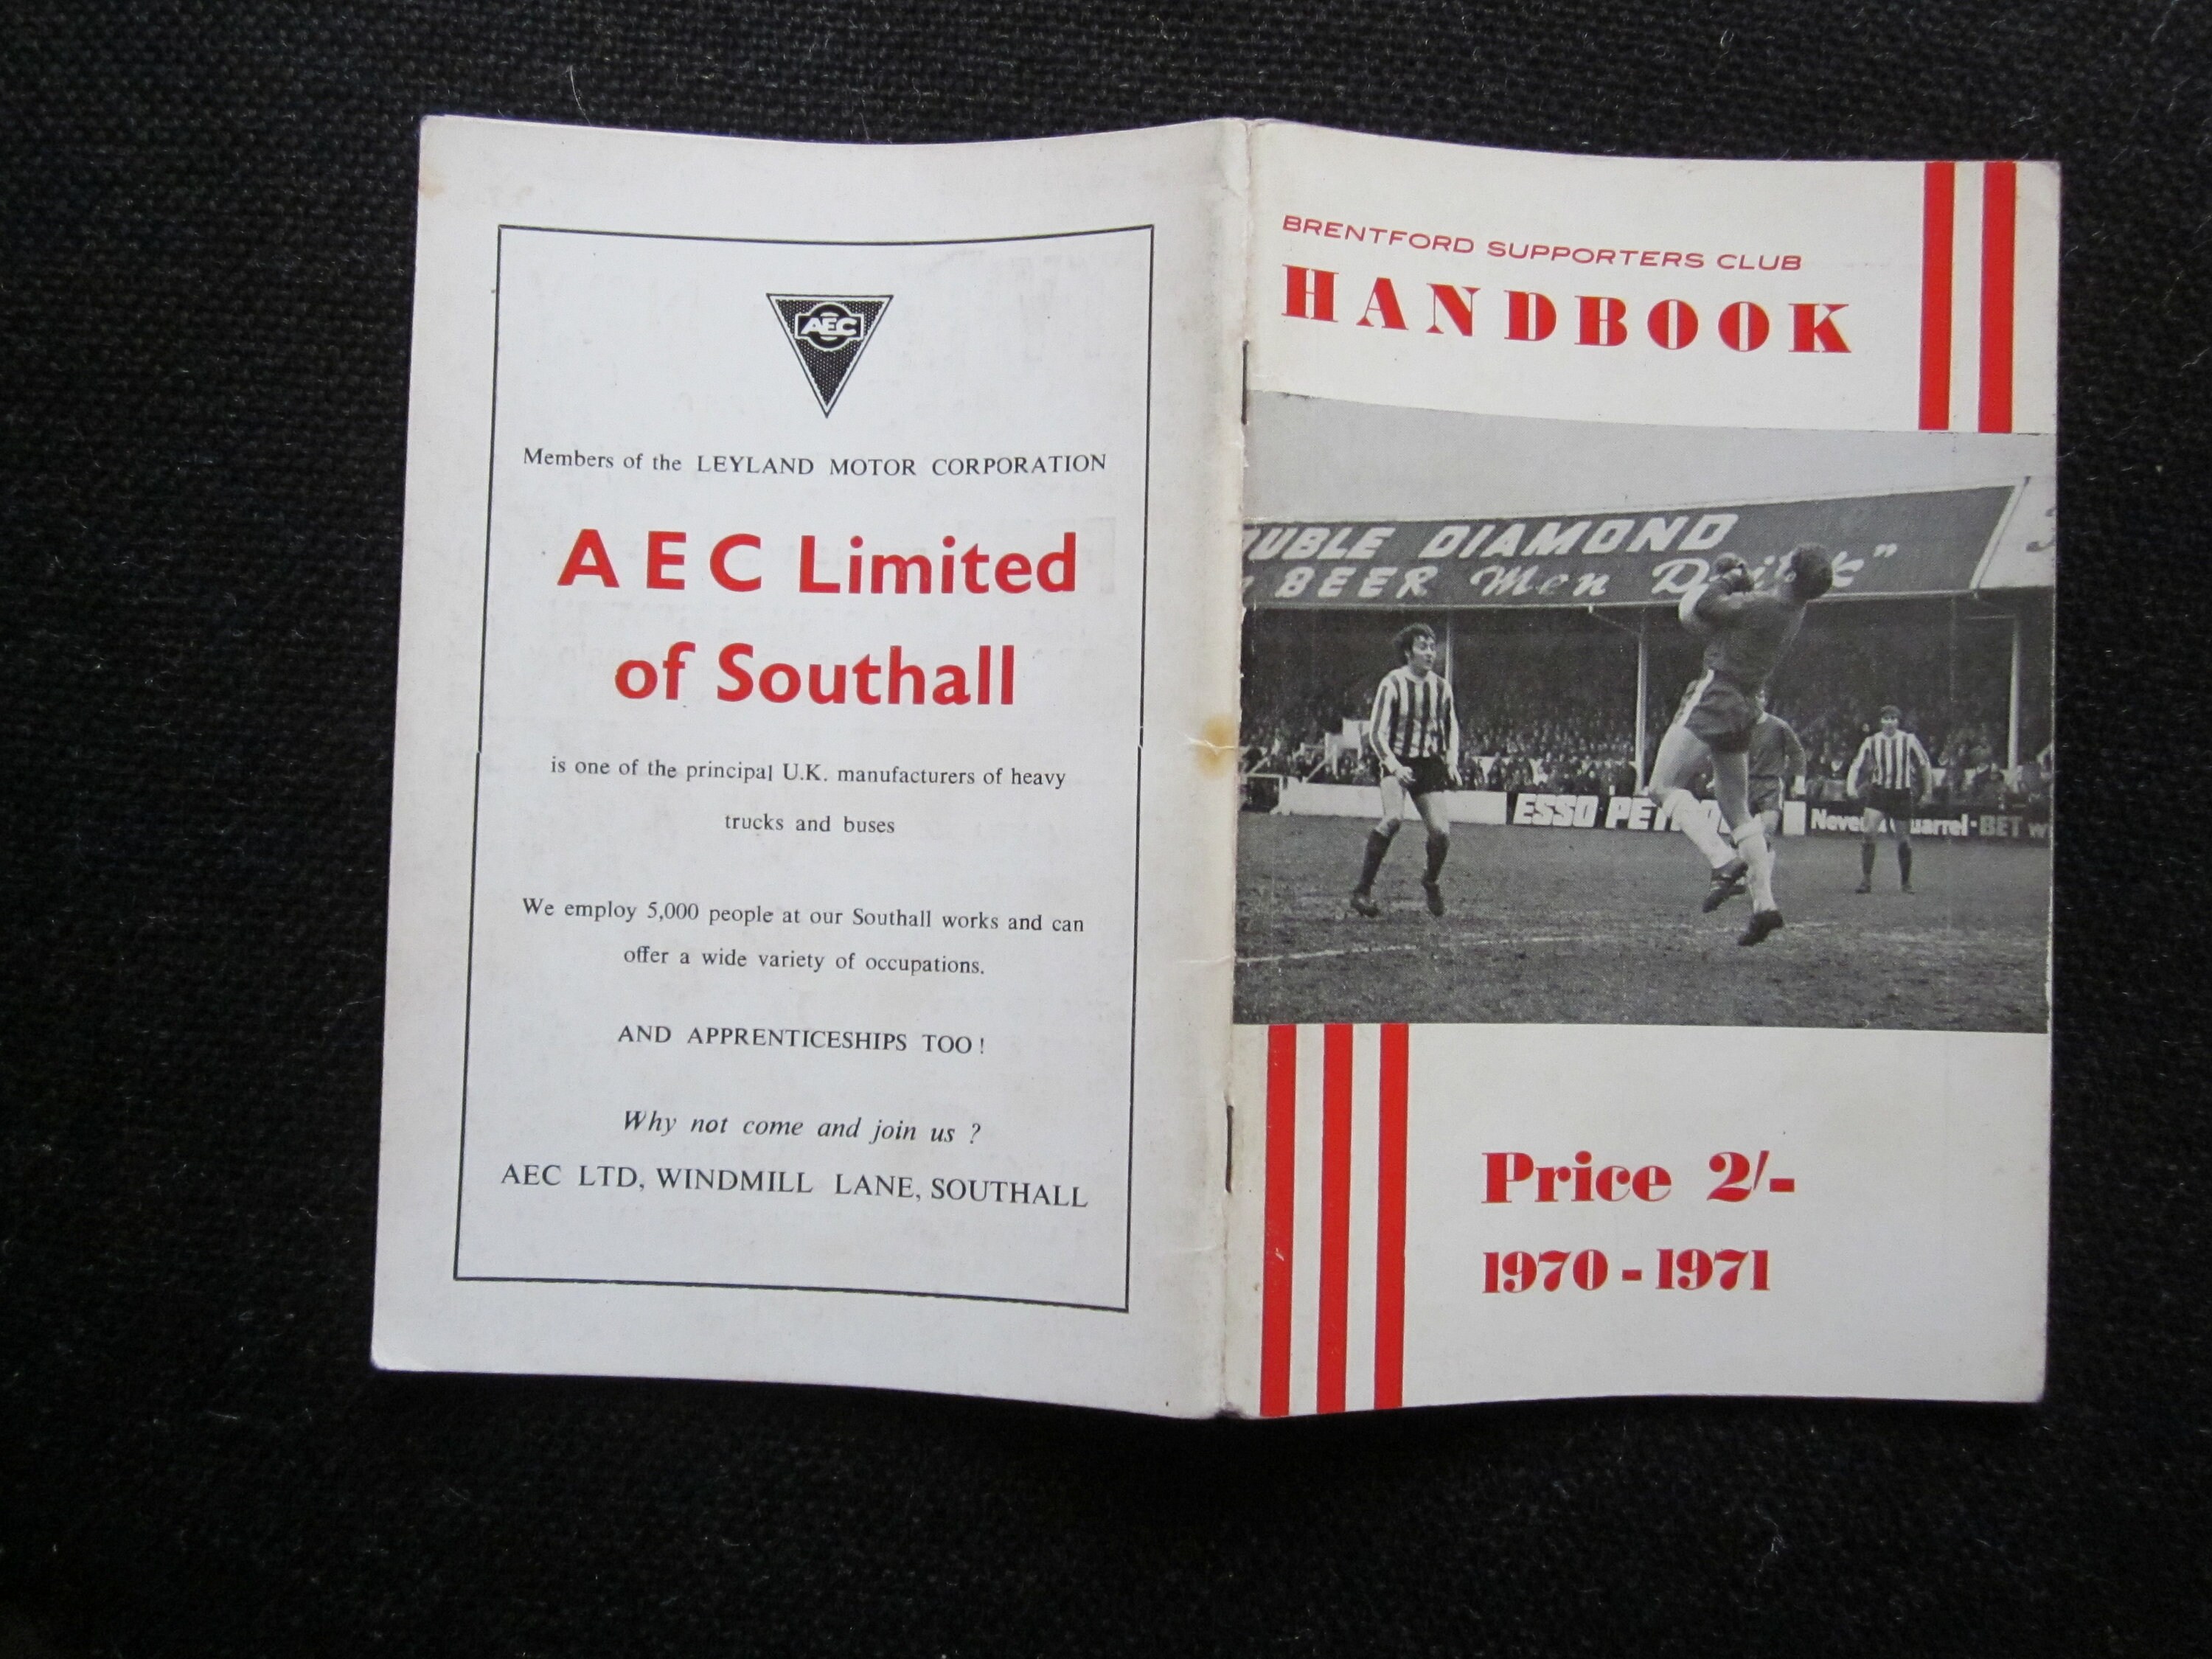 AEC
Members of the LEYLAND MOTOR CORPORATION
AEC Limited
of Southall
is one of the principal U.K. manufacturers of heavy
trucks and buses
We employ 5,000 people at our Southall works and can
offer a wide variety of occupations.
AND APPRENTICESHIPS TOO!
Why not come and join us ?
AEC LTD, WINDMILL LANE, SOUTHALL
BRENTFORD SUPPORTERS CLUB
HANDBOOK
UBLE DIAMOND
BEER Men
ESSO
BET
Price 2/-
1970-1971